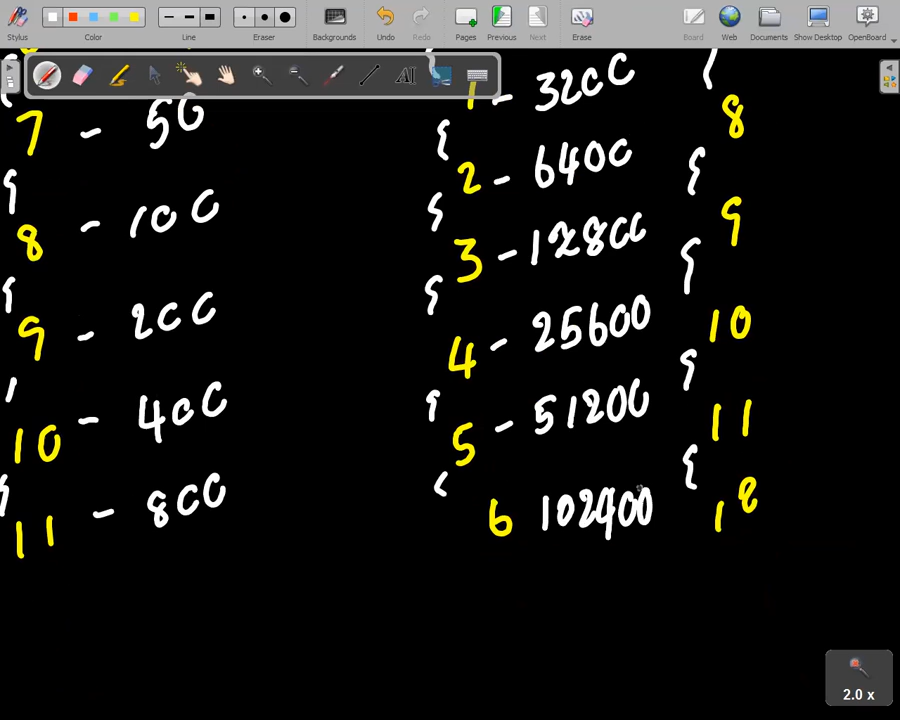 Stylus
Color
Line
Eraser
Backgrounds
Undo
Redo
Pages
Previous
Next
Erase
Board
Web
Documents
Show Desktop
OpenBoard
7 - 50
8 - 100
9 - 200
10 - 400
11 - 800
1 - 3200
2 - 6400
3 - 12800
4 - 25600
5 - 51200
6 102400
8
9
10
11
2.0 x